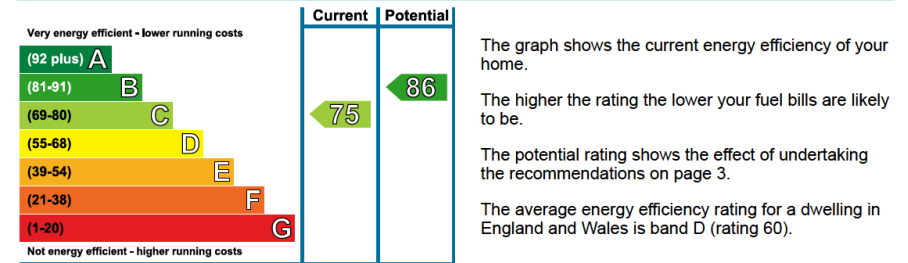 Current Potential
Very energy efficient - lower running costs
(92 plus) A
(81-91) B 86
(69-80) C 75
(55-68) D
(39-54) E
(21-38) F
(1-20) G
Not energy efficient - higher running costs
The graph shows the current energy efficiency of your
home.
The higher the rating the lower your fuel bills are likely
to be.
The potential rating shows the effect of undertaking
the recommendations on page 3.
The average energy efficiency rating for a dwelling in
England and Wales is band D (rating 60).